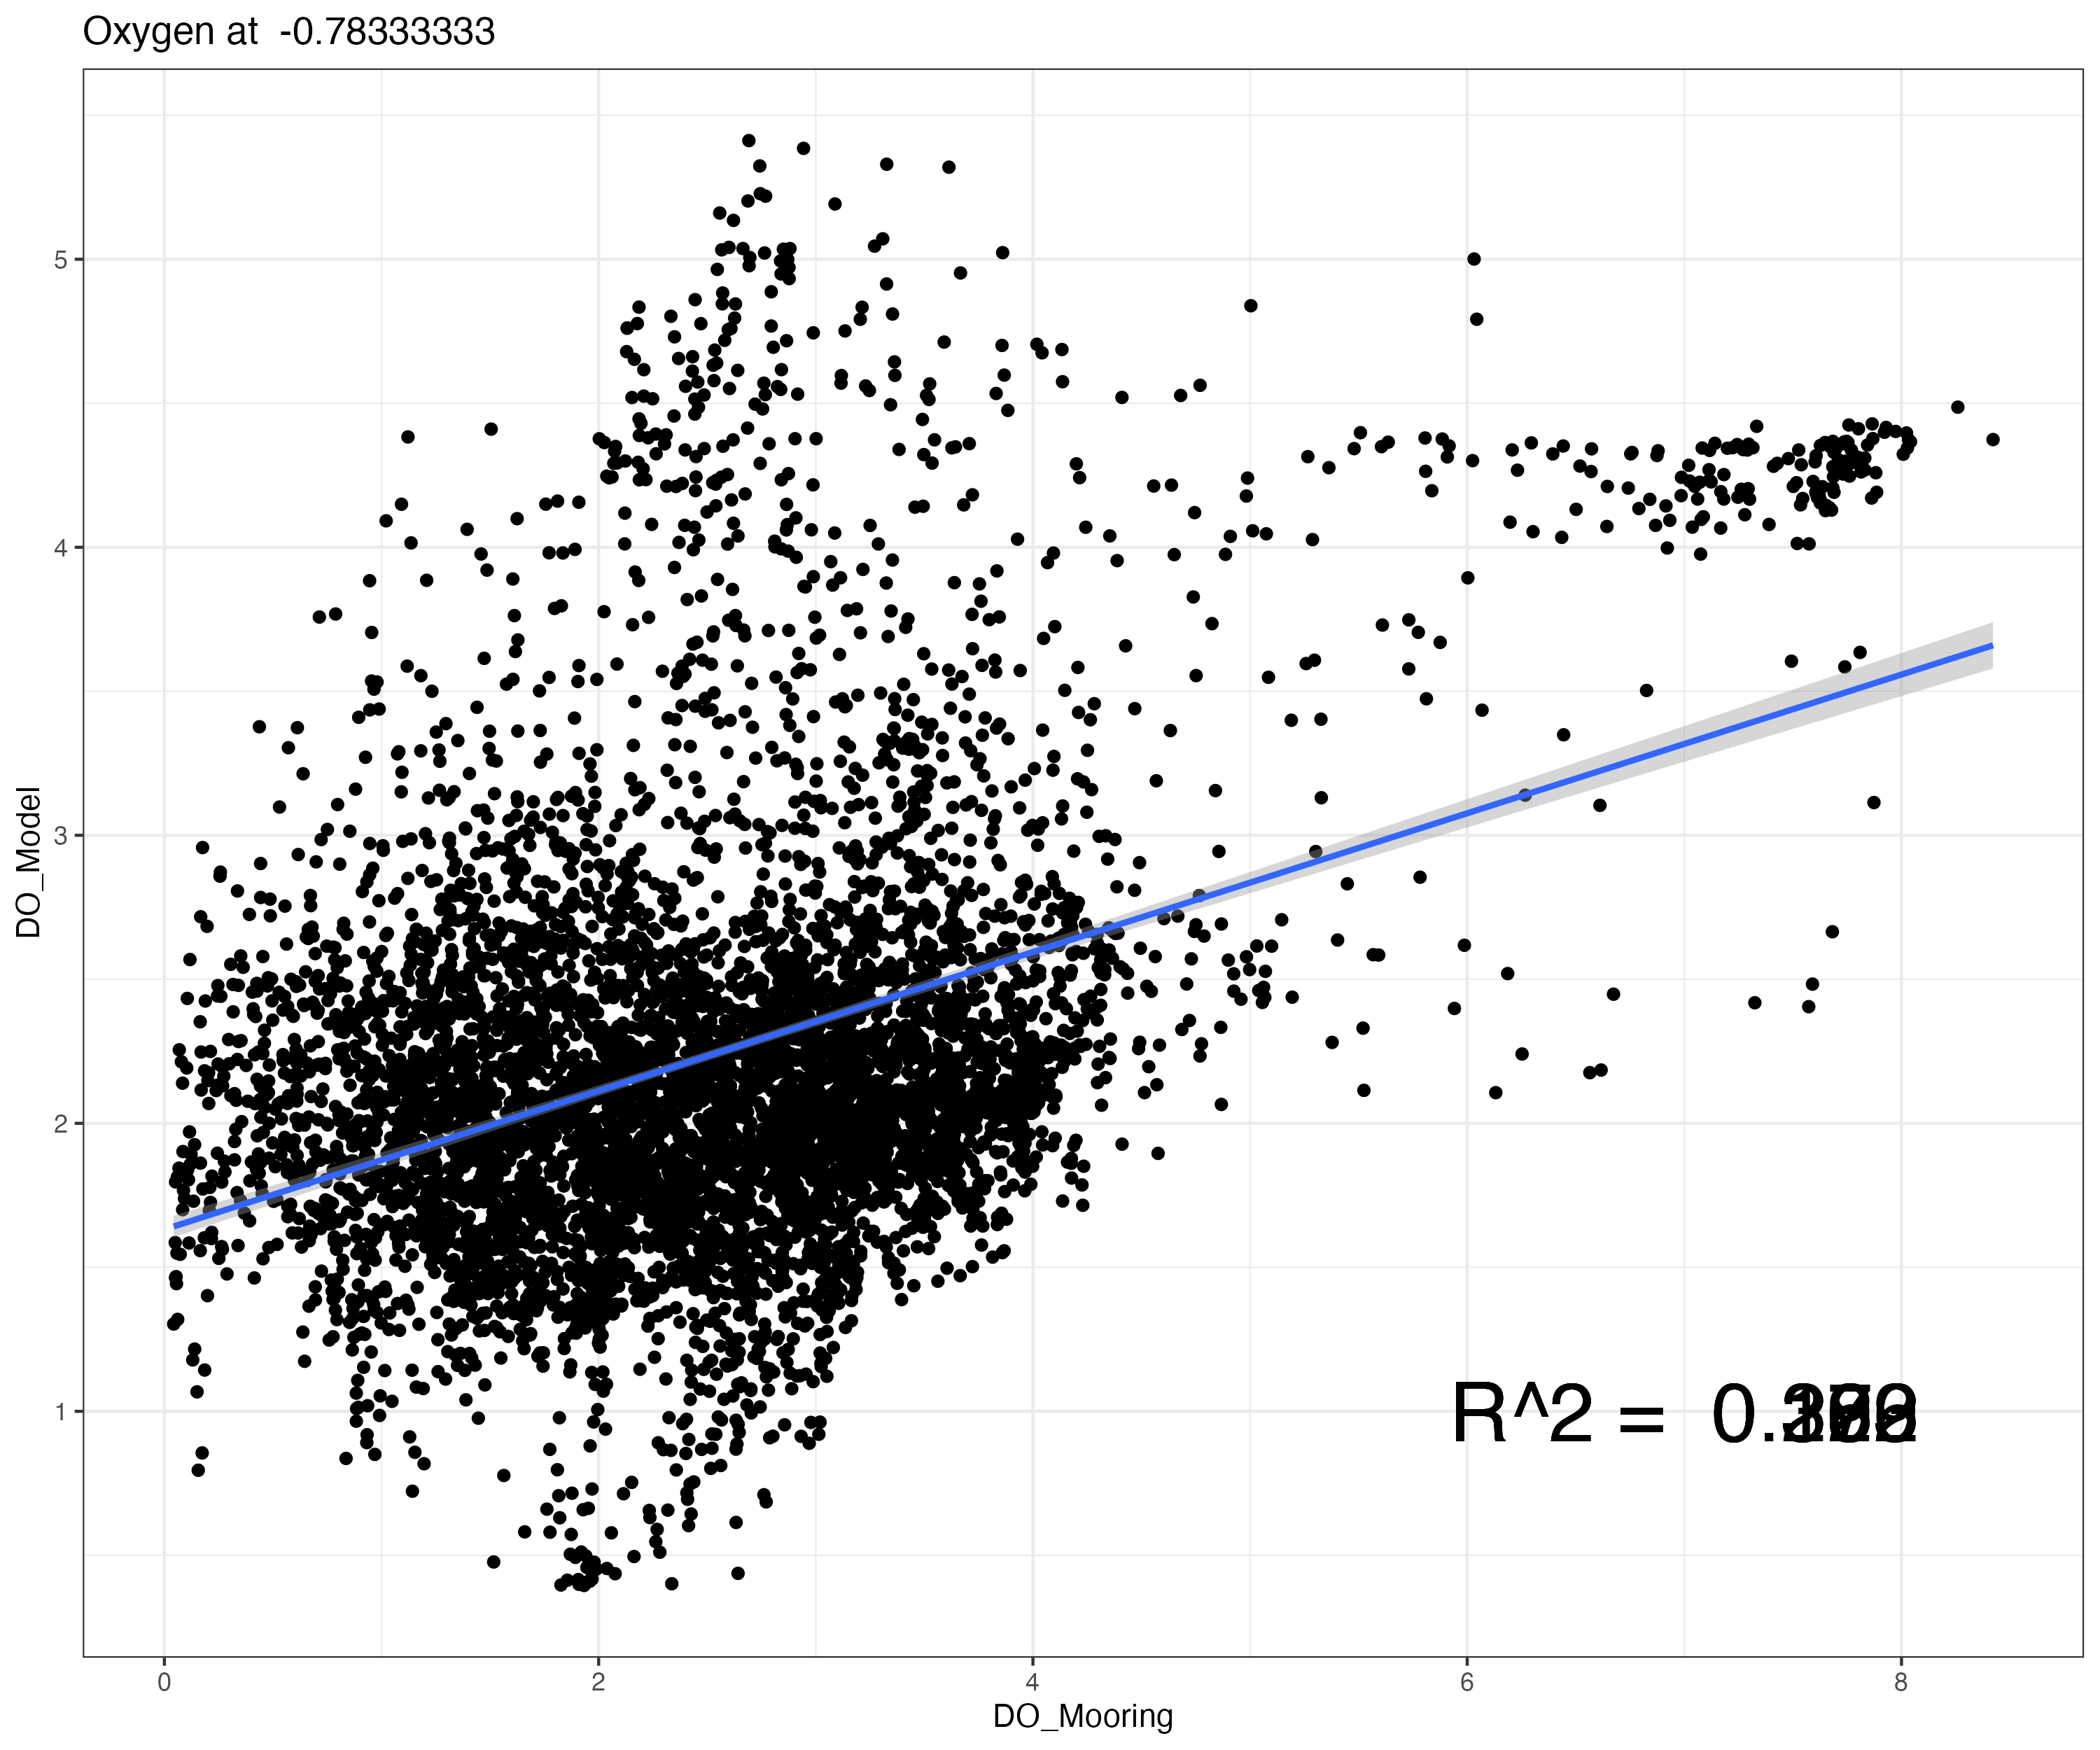 Oxygen at -0.78333333
5
4
3
2
1
DO_Model
0 2 4 6 8
DO_Mooring
R^2 =